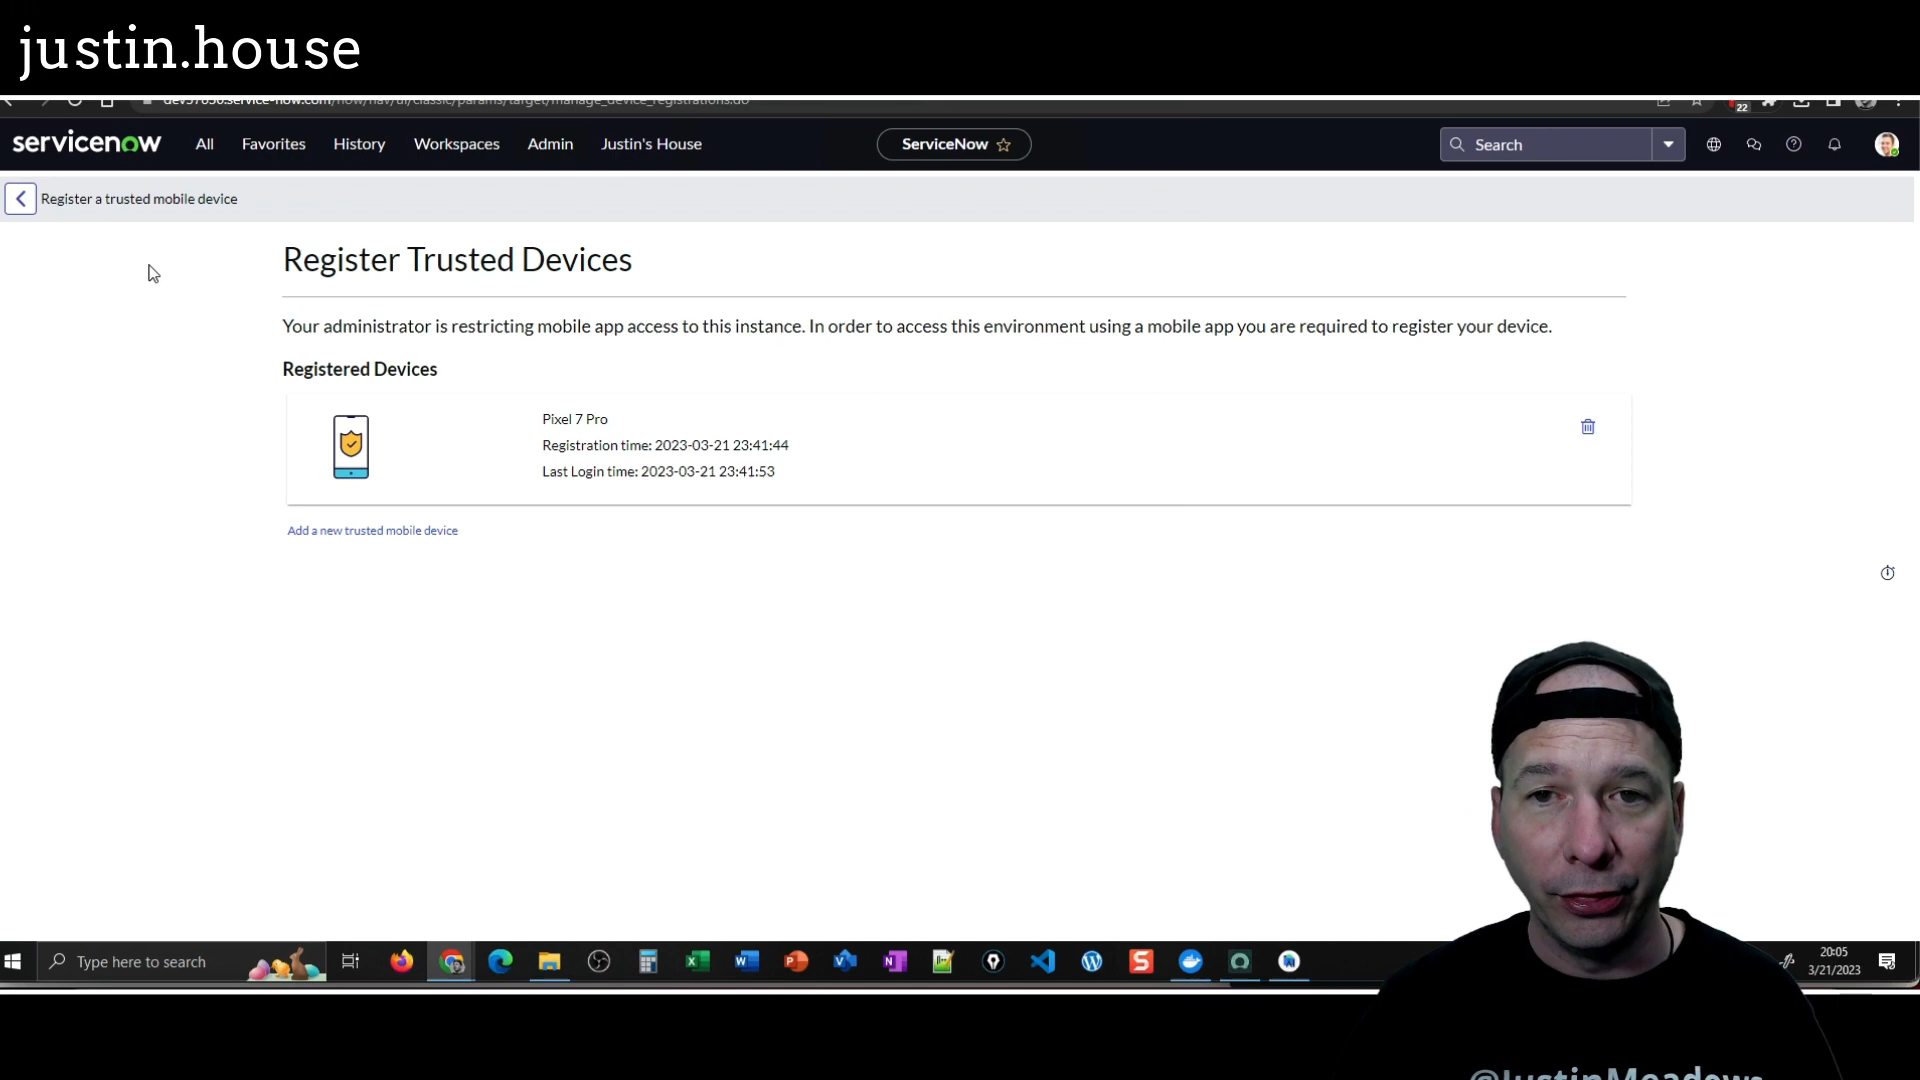 justin.house
servicenow All Favorites History Workspaces Admin Justin's House ServiceNow Search
22
Register a trusted mobile device
Register Trusted Devices
Your administrator is restricting mobile app access to this instance. In order to access this environment using a mobile app you are required to register your device.
Registered Devices
Pixel 7 Pro
Registration time: 2023-03-21 23:41:44
Last Login time: 2023-03-21 23:41:53
Add a new trusted mobile device
Type here to search
20:05
3/21/2023
@JustinMeadows